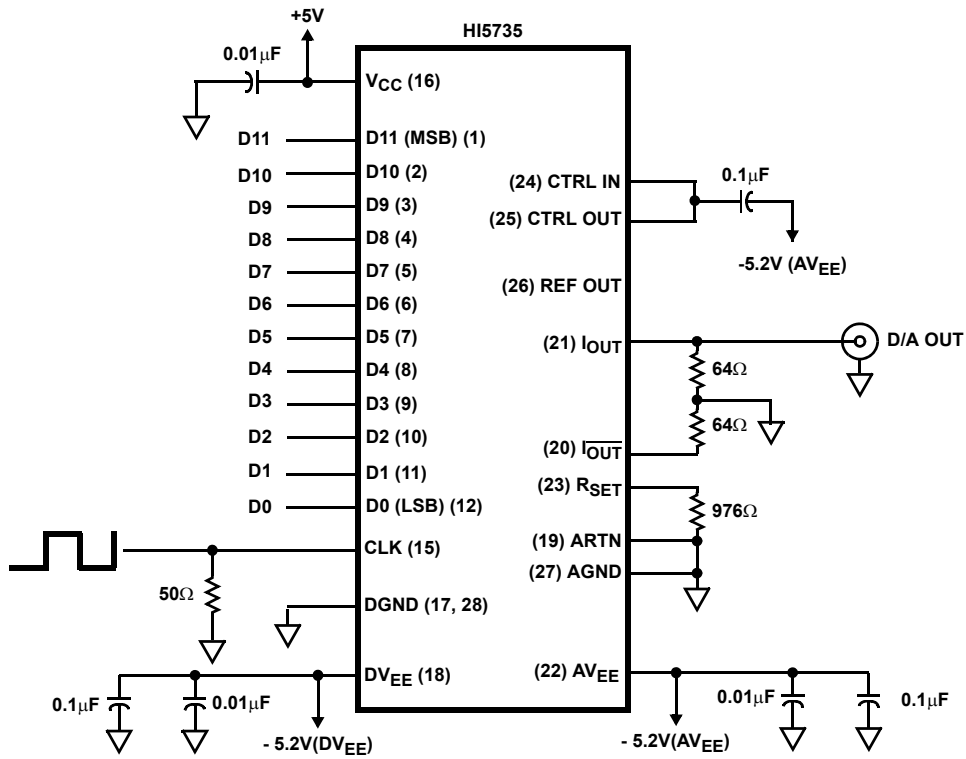 +5V
HI5735
0.01μF
VCC (16)
D11
D11 (MSB) (1)
D10
D10 (2)
D9
D9 (3)
D8
D8 (4)
D7
D7 (5)
D6
D6 (6)
D5
D5 (7)
D4
D4 (8)
D3
D3 (9)
D2
D2 (10)
D1
D1 (11)
D0
D0 (LSB) (12)
CLK (15)
50Ω
DGND (17, 28)
DVEE (18)
0.1μF
0.01μF
- 5.2V(DVEE)
(24) CTRL IN
(25) CTRL OUT
0.1μF
-5.2V (AVEE)
(26) REF OUT
(21) IOUT
D/A OUT
64Ω
64Ω
(20) I̅O̅U̅T̅
(23) RSET
976Ω
(19) ARTN
(27) AGND
(22) AVEE
0.01μF
0.1μF
- 5.2V(AVEE)